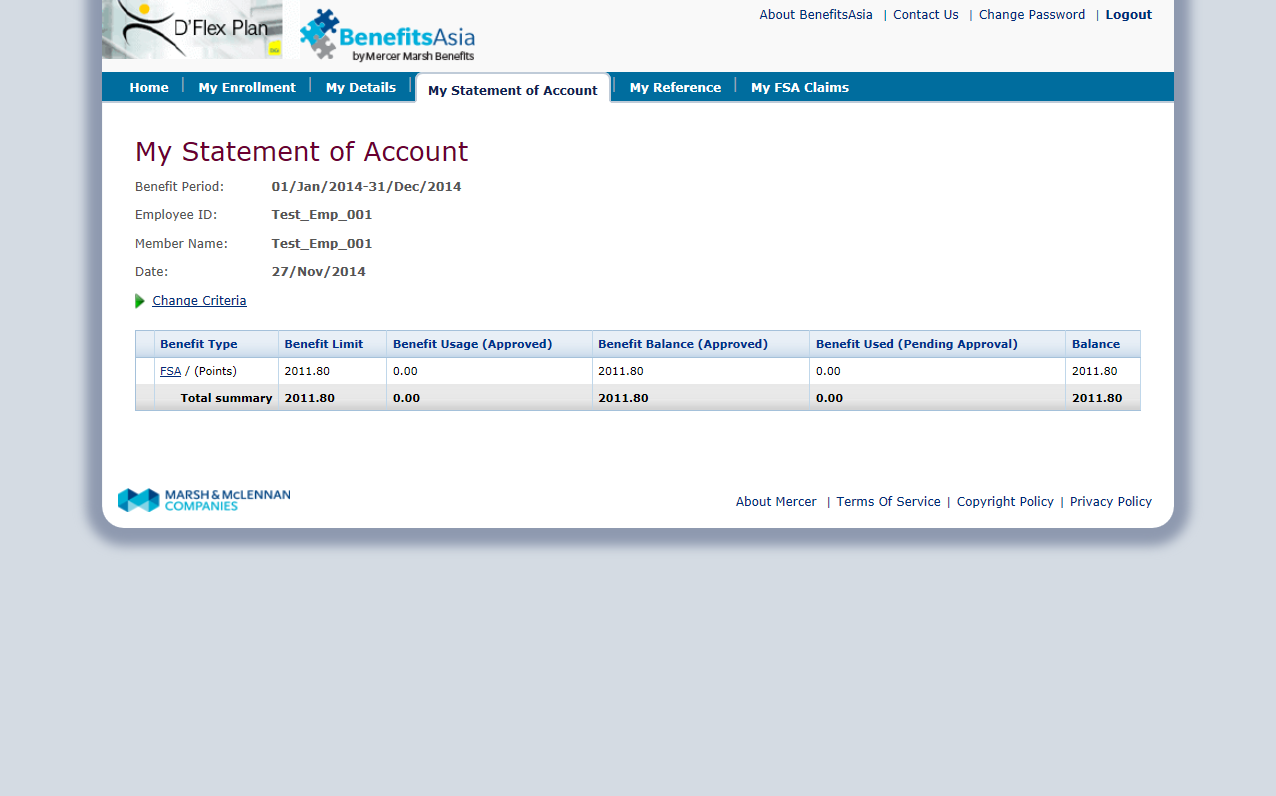 D'Flex Plan
BenefitsAsia
by Mercer Marsh Benefits
About BenefitsAsia | Contact Us | Change Password | Logout
Home | My Enrollment | My Details | My Statement of Account | My Reference | My FSA Claims
My Statement of Account
Benefit Period: 01/Jan/2014-31/Dec/2014
Employee ID: Test_Emp_001
Member Name: Test_Emp_001
Date: 27/Nov/2014
Change Criteria
Benefit Type Benefit Limit Benefit Usage (Approved) Benefit Balance (Approved) Benefit Used (Pending Approval) Balance
FSA / (Points) 2011.80 0.00 2011.80 0.00 2011.80
Total summary 2011.80 0.00 2011.80 0.00 2011.80
MARSH & McLENNAN
COMPANIES
About Mercer | Terms Of Service | Copyright Policy | Privacy Policy